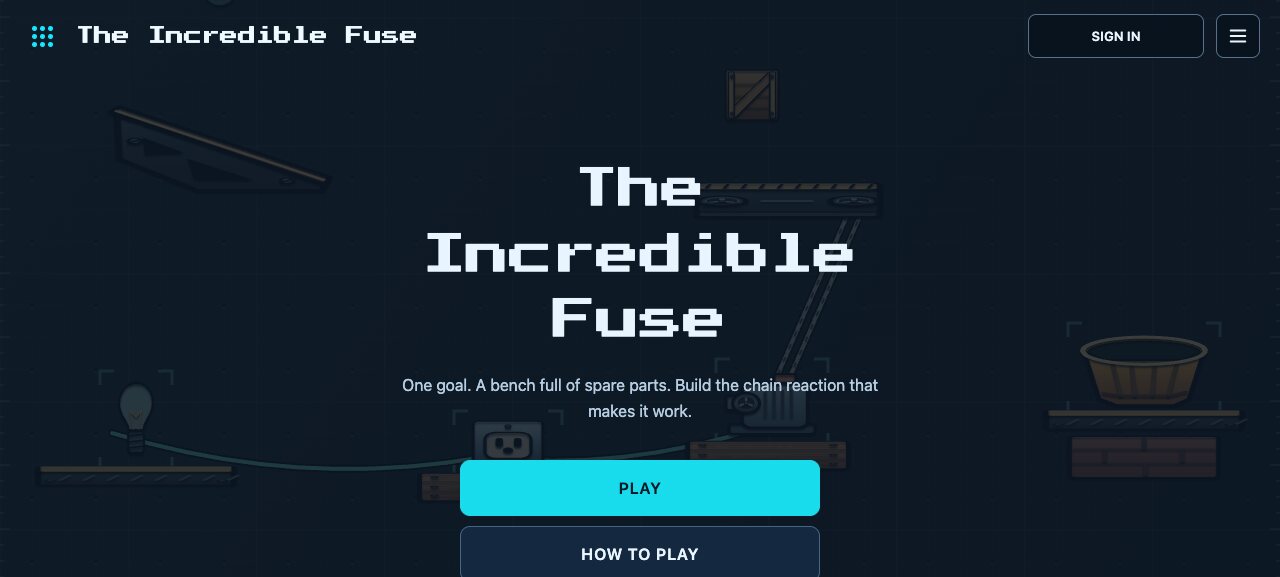 The Incredible Fuse
SIGN IN
The
Incredible
Fuse
One goal. A bench full of spare parts. Build the chain reaction that
makes it work.
PLAY
HOW TO PLAY